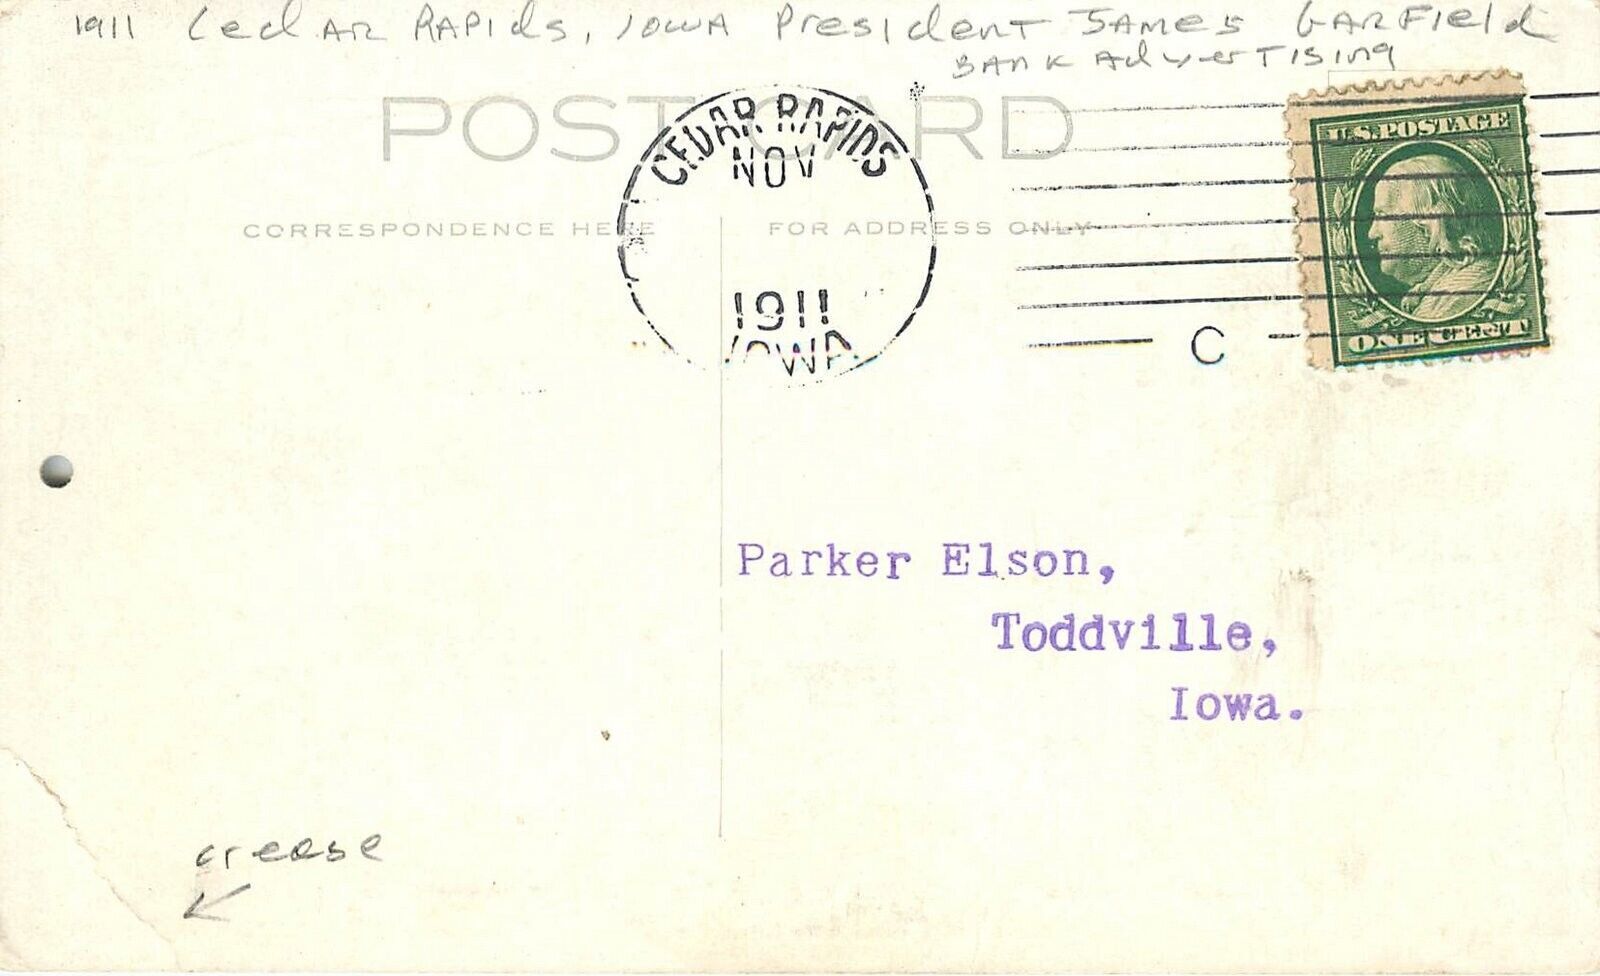 1911 Cedar Rapids, Iowa President James Garfield
Bank Advertising
POST CARD
CEDAR RAPIDS
NOV
1911
IOWA
U.S. POSTAGE
ONE CENT
C
CORRESPONDENCE HERE
FOR ADDRESS ONLY
Parker Elson,
Toddville,
Iowa.
crease